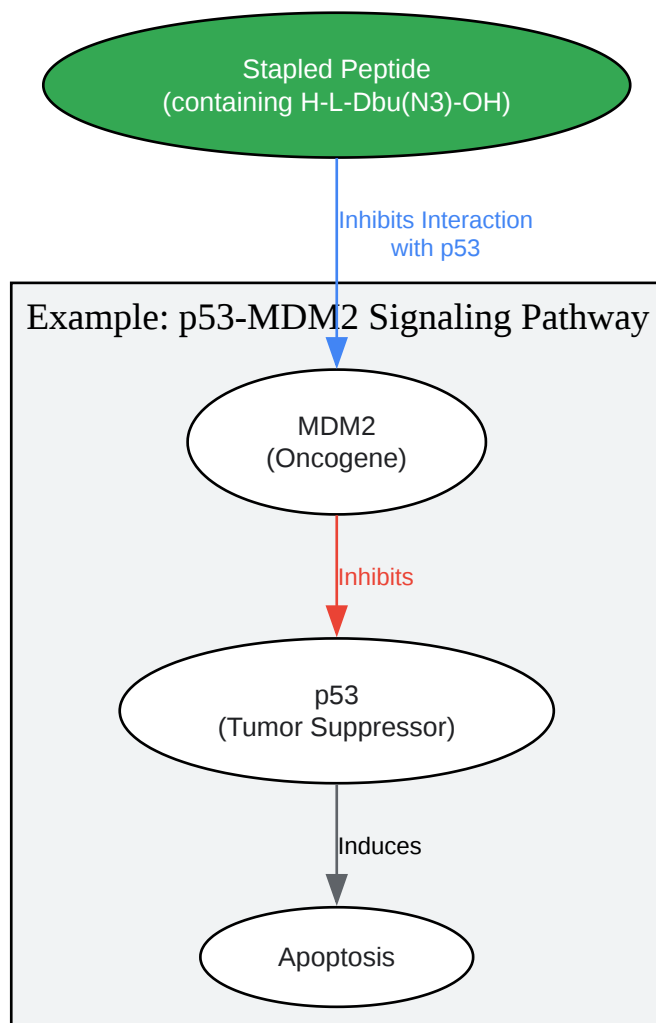 Stapled Peptide
(containing H-L-Dbu(N3)-OH)
Inhibits Interaction
with p53
Example: p53-MDM2 Signaling Pathway
MDM2
(Oncogene)
Inhibits
p53
(Tumor Suppressor)
Induces
Apoptosis